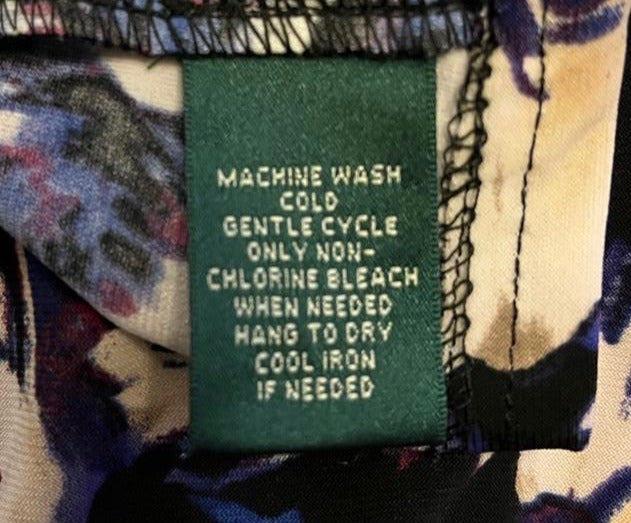 MACHINE WASH
COLD
GENTLE CYCLE
ONLY NON-
CHLORINE BLEACH
WHEN NEEDED
HANG TO DRY
COOL IRON
IF NEEDED